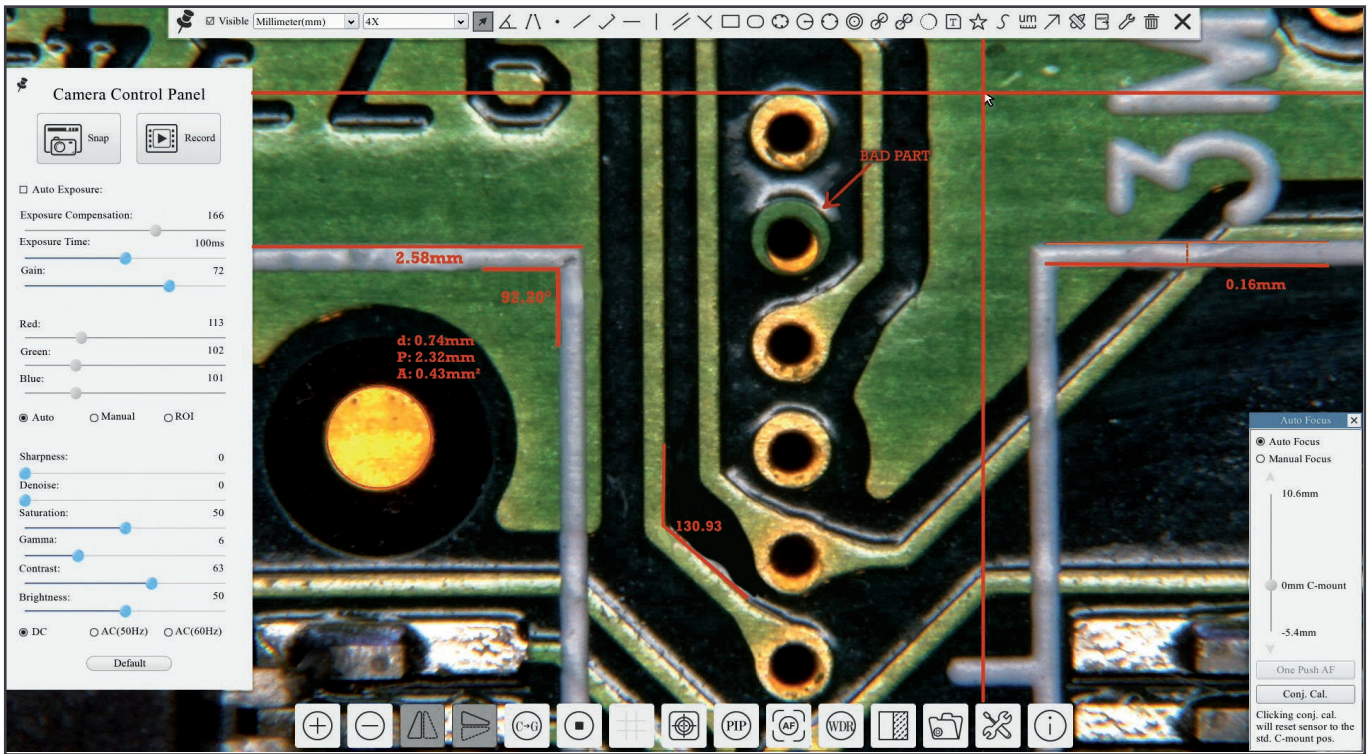 Visible Millimeter(mm) 4X
T um
Camera Control Panel
Snap Record
Auto Exposure:
Exposure Compensation: 166
Exposure Time: 100ms
Gain: 72
Red: 113
Green: 102
Blue: 101
Auto Manual ROI
Sharpness: 0
Denoise: 0
Saturation: 50
Gamma: 6
Contrast: 63
Brightness: 50
DC AC(50Hz) AC(60Hz)
Default
BAD PART
2.58mm
92.20°
d: 0.74mm
P: 2.32mm
A: 0.43mm²
130.93
0.16mm
Auto Focus
Auto Focus
Manual Focus
10.6mm
0mm C-mount
-5.4mm
One Push AF
Conj. Cal.
Clicking conj. cal.
will reset sensor to the
std. C-mount pos.
C→G PIP AF WDR